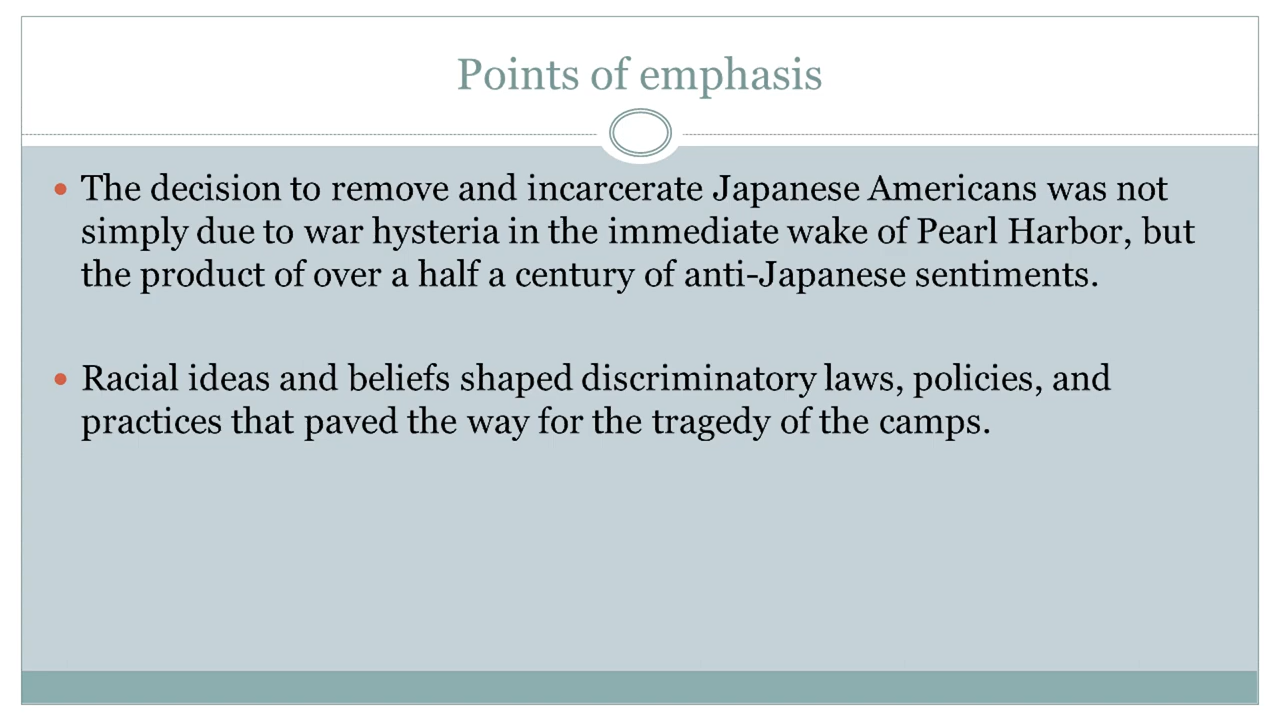 Points of emphasis
The decision to remove and incarcerate Japanese Americans was not
simply due to war hysteria in the immediate wake of Pearl Harbor, but
the product of over a half a century of anti-Japanese sentiments.
Racial ideas and beliefs shaped discriminatory laws, policies, and
practices that paved the way for the tragedy of the camps.